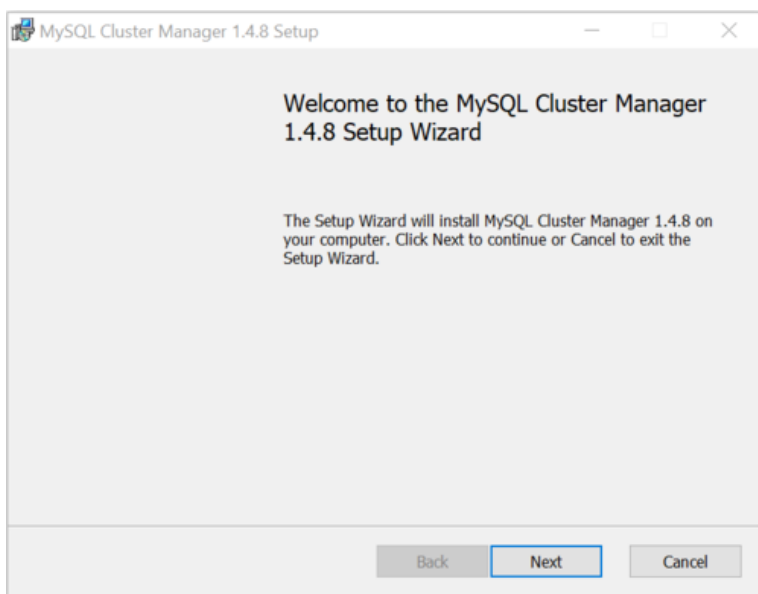 MySQL Cluster Manager 1.4.8 Setup
Welcome to the MySQL Cluster Manager
1.4.8 Setup Wizard
The Setup Wizard will install MySQL Cluster Manager 1.4.8 on
your computer. Click Next to continue or Cancel to exit the
Setup Wizard.
Back Next Cancel